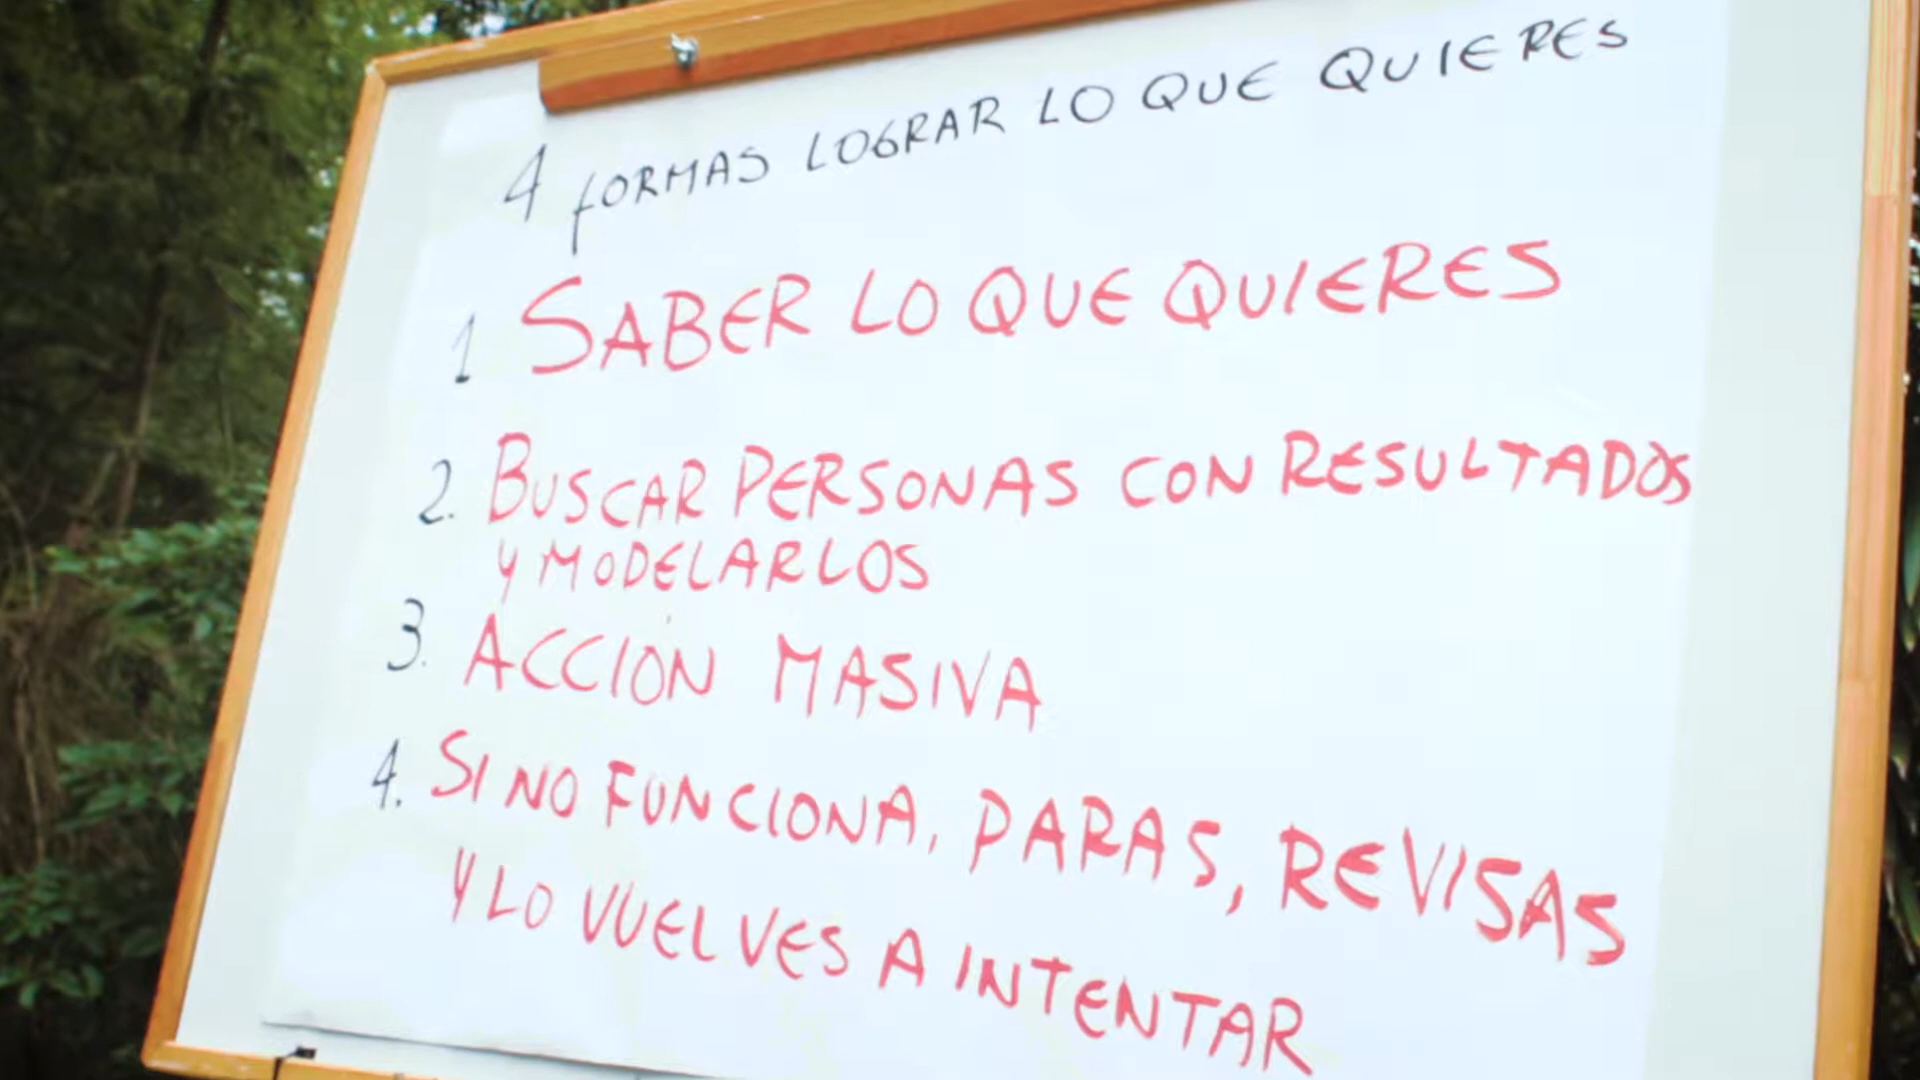 4 FORMAS LOGRAR LO QUE QUIERES
1 SABER LO QUE QUIERES
2. BUSCAR PERSONAS CON RESULTADOS
Y MODELARLOS
3. ACCIÓN MASIVA
4. SI NO FUNCIONA, PARAS, REVISAS
Y LO VUELVES A INTENTAR